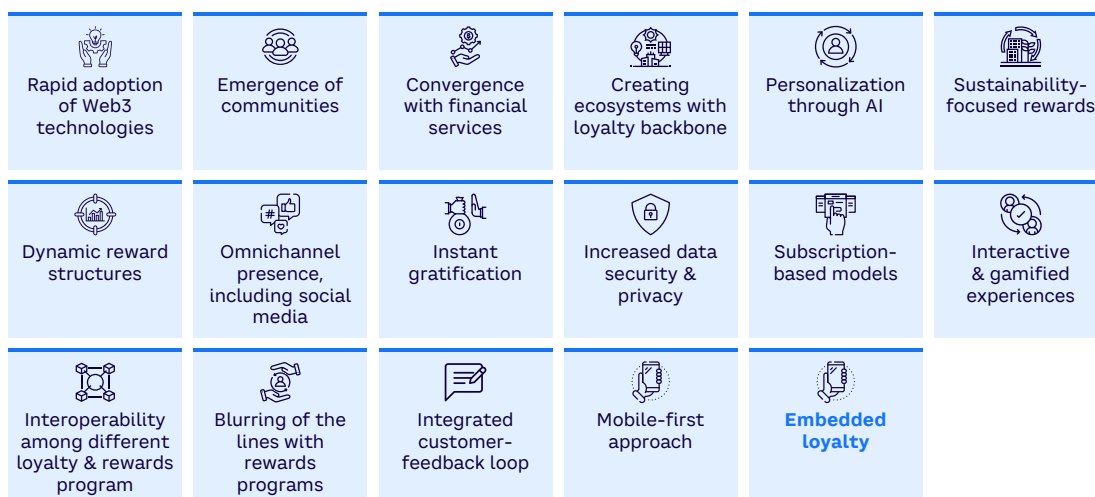 Rapid adoption
of Web3
technologies
Emergence of
communities
Convergence
with financial
services
Creating
ecosystems with
loyalty backbone
Personalization
through AI
Sustainability-
focused rewards
Dynamic reward
structures
Omnichannel
presence,
including social
media
Instant
gratification
Increased data
security &
privacy
Subscription-
based models
Interactive
& gamified
experiences
Interoperability
among different
loyalty & rewards
program
Blurring of the
lines with
rewards
programs
Integrated
customer-
feedback loop
Mobile-first
approach
Embedded
loyalty